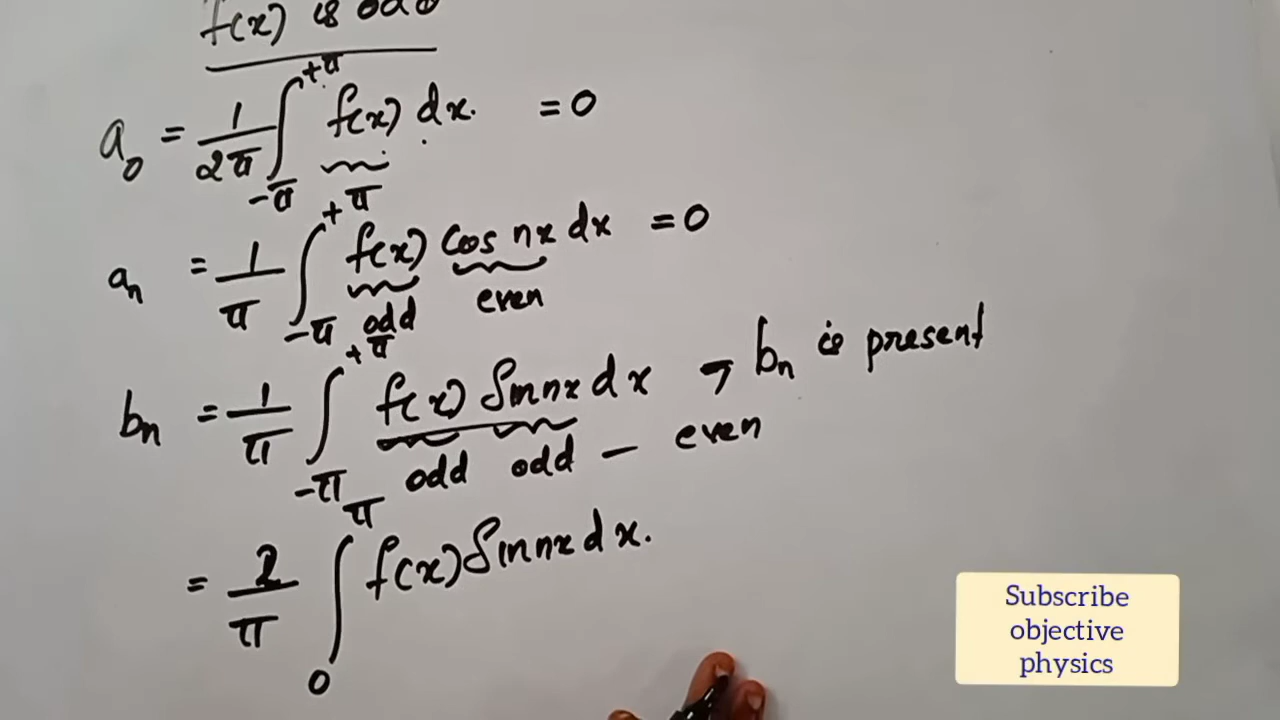 f(x) is odd
a₀ = 1/2π ∫_{-π}^{+π} f(x) dx. = 0
aₙ = 1/π ∫_{-π}^{+π} f(x) cos nx dx = 0
odd even
bₙ = 1/π ∫_{-π}^{+π} f(x) Sin nx dx → bₙ is present
odd odd — even
= 2/π ∫_{0}^{π} f(x) Sin nx dx.
Subscribe
objective
physics